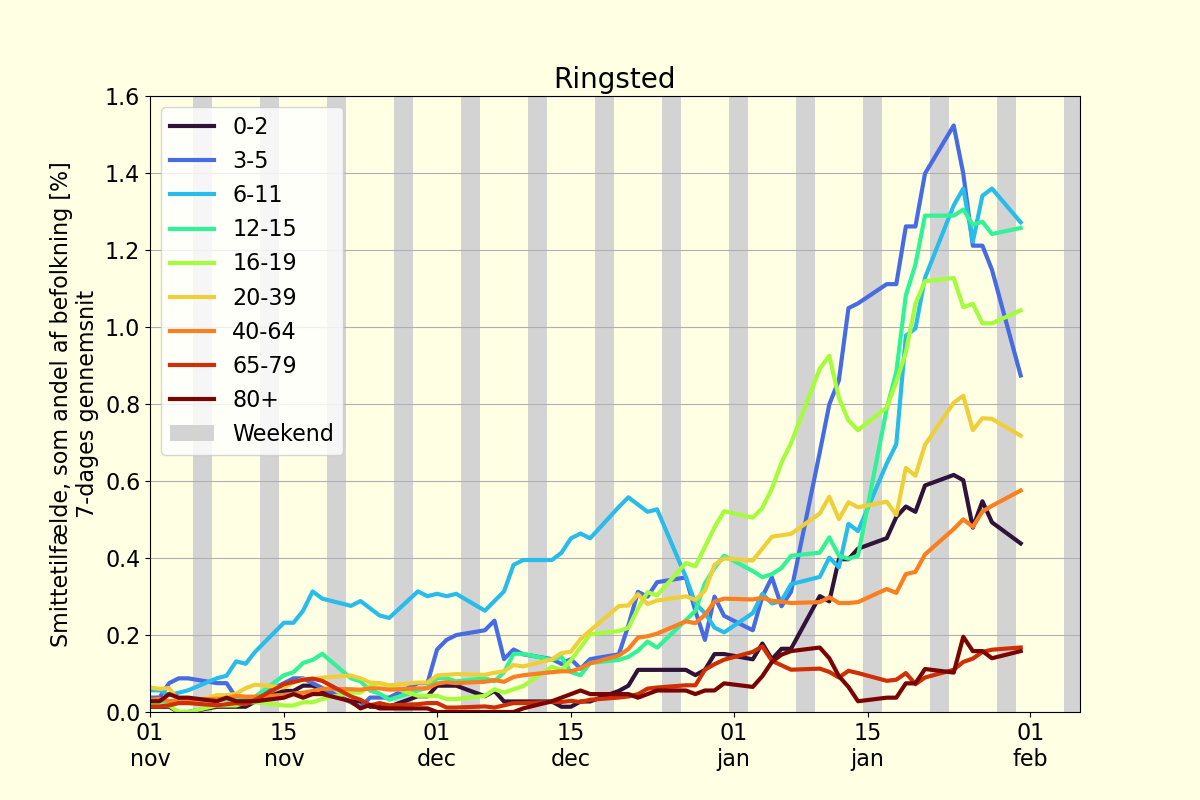 Ringsted
Smittetilfælde, som andel af befolkning [%]
7-dages gennemsnit
1.6
1.4
1.2
1.0
0.8
0.6
0.4
0.2
0.0
0-2
3-5
6-11
12-15
16-19
20-39
40-64
65-79
80+
Weekend
01
nov
15
nov
01
dec
15
dec
01
jan
15
jan
01
feb